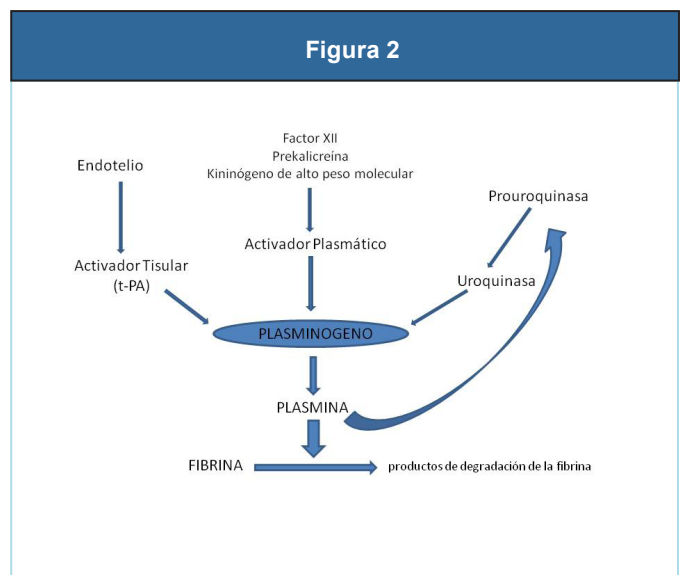 Figura 2
Factor XII
Prekalicreína
Kininógeno de alto peso molecular
Endotelio
Prouroquinasa
Activador Plasmático
Activador Tisular
(t-PA)
Uroquinasa
PLASMINOGENO
PLASMINA
FIBRINA
productos de degradación de la fibrina